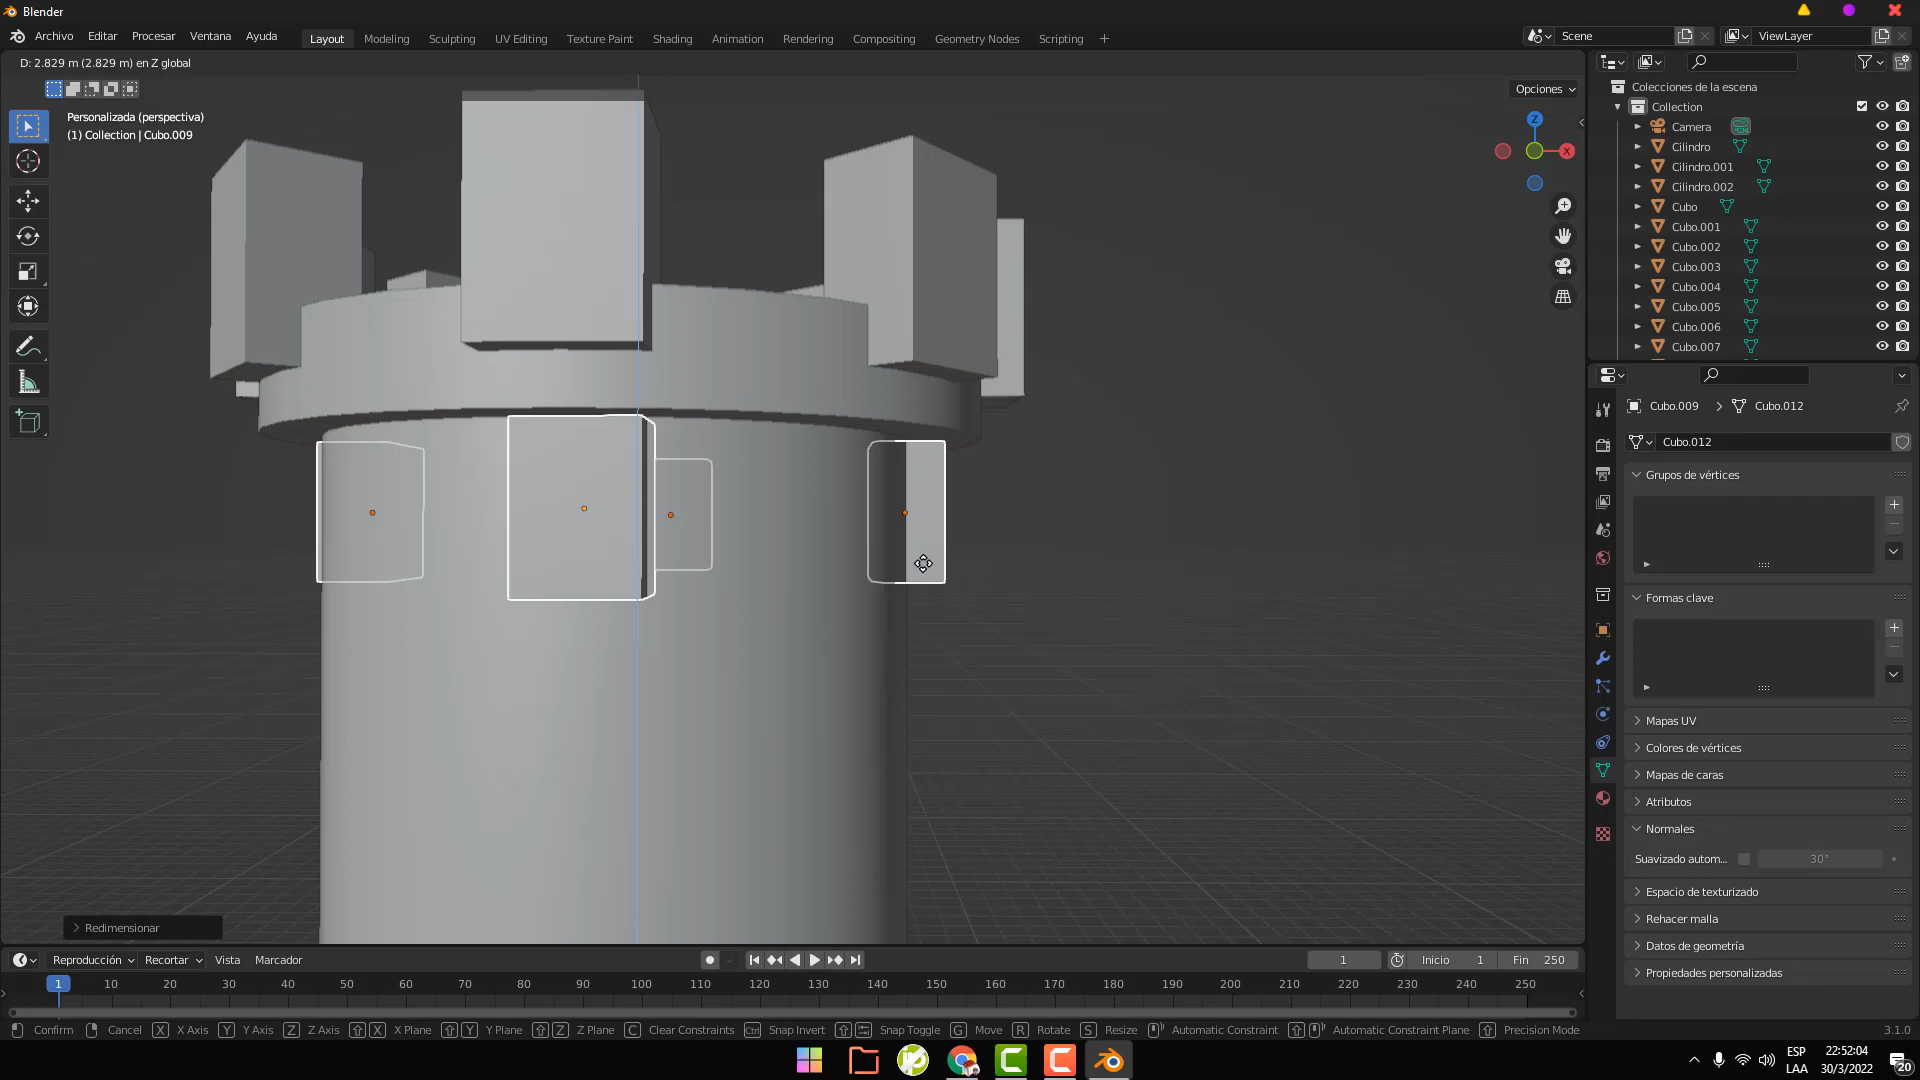 Blender
Archivo Editar Procesar Ventana Ayuda Layout Modeling Sculpting UV Editing Texture Paint Shading Animation Rendering Compositing Geometry Nodes Scripting + Scene ViewLayer
D: 2.829 m (2.829 m) en Z global
Opciones
Personalizada (perspectiva)
(1) Collection | Cubo.009
Z
X
Colecciones de la escena
Collection
Camera
Cilindro
Cilindro.001
Cilindro.002
Cubo
Cubo.001
Cubo.002
Cubo.003
Cubo.004
Cubo.005
Cubo.006
Cubo.007
Cubo.009 > Cubo.012
Cubo.012
Grupos de vértices
Formas clave
Mapas UV
Colores de vértices
Mapas de caras
Atributos
Normales
Suavizado autom... 30°
Espacio de texturizado
Rehacer malla
Datos de geometría
Propiedades personalizadas
Redimensionar
Reproducción Recortar Vista Marcador 1 Inicio 1 Fin 250
1 10 20 30 40 50 60 70 80 90 100 110 120 130 140 150 160 170 180 190 200 210 220 230 240 250
Confirm Cancel X X Axis Y Y Axis Z Z Axis X X Plane Y Y Plane Z Z Plane C Clear Constraints Ctrl Snap Invert Snap Toggle G Move R Rotate S Resize Automatic Constraint Automatic Constraint Plane Precision Mode 3.1.0
ESP 22:52:04
LAA 30/3/2022 20